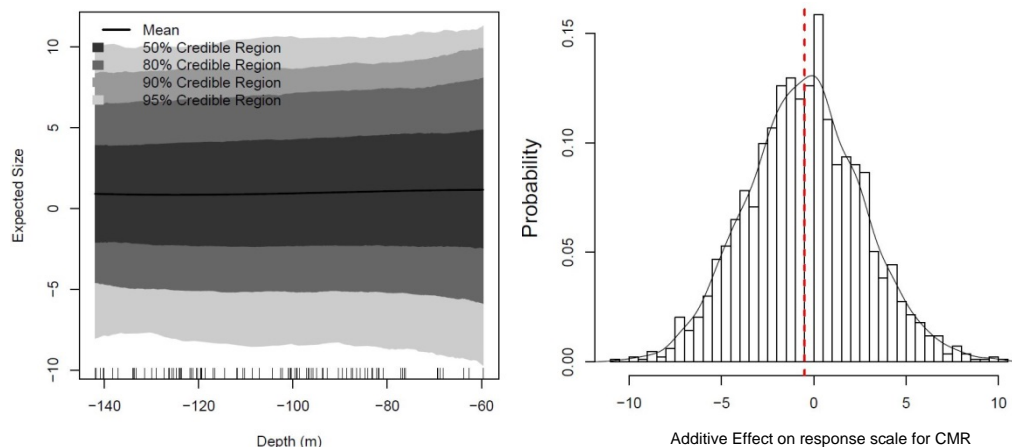 Mean
50% Credible Region
80% Credible Region
90% Credible Region
95% Credible Region
Expected Size
10
5
0
−5
−10
−140
−120
−100
−80
−60
Depth (m)
Probability
0.15
0.10
0.05
0.00
−10
−5
0
5
10
Additive Effect on response scale for CMR